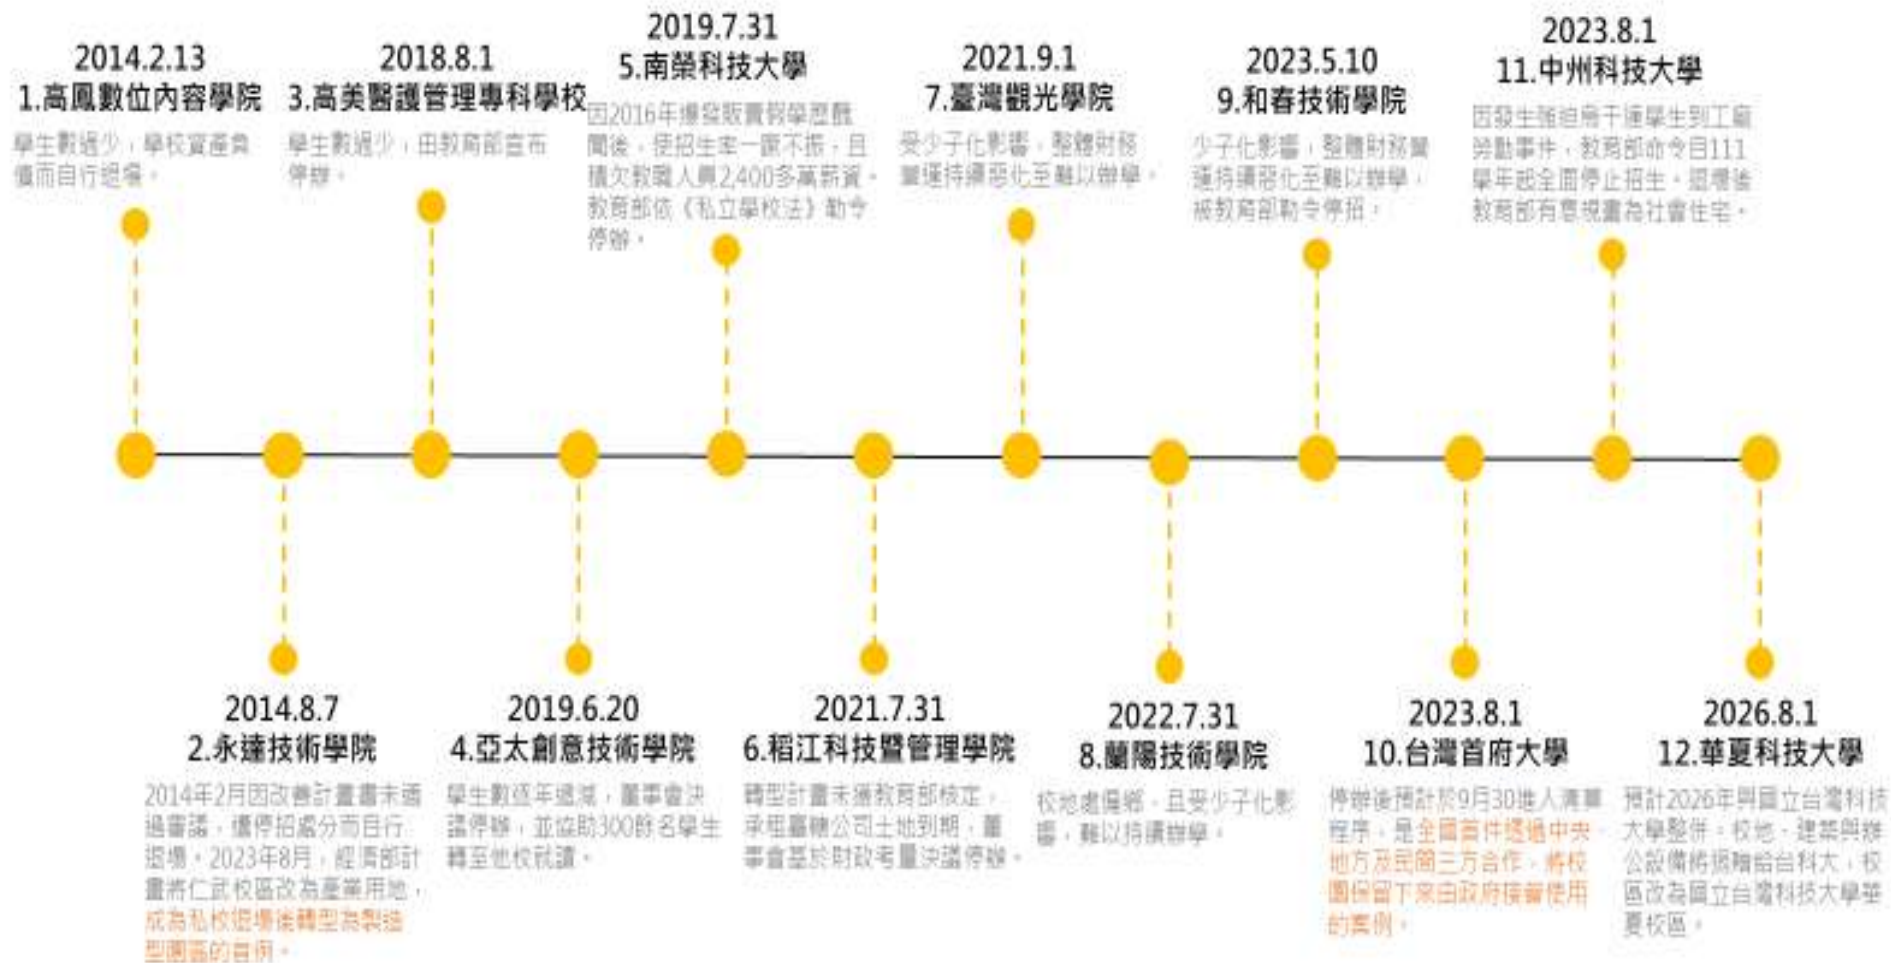 2014.2.13
1.高鳳數位內容學院
學生數過少，學校資產負
債而自行退場。
2018.8.1
3.高美醫護管理專科學校
學生數過少，由教育部宣布
停辦。
2019.7.31
5.南榮科技大學
因2016年爆發販賣假學歷醜
聞後，使招生率一蹶不振，且
積欠教職人員2,400多萬薪資。
教育部依《私立學校法》勒令
停辦。
2021.9.1
7.臺灣觀光學院
受少子化影響，整體財務
營運持續惡化至難以辦學。
2023.5.10
9.和春技術學院
少子化影響，整體財務營
運持續惡化至難以辦學，
被教育部勒令停招。
2023.8.1
11.中州科技大學
因發生強迫烏干達學生到工廠
勞動事件，教育部命令自111
學年起全面停止招生。退場後
教育部有意規畫為社會住宅。
2014.8.7
2.永達技術學院
2014年2月因改善計畫書未通
過審議，遭停招處分而自行
退場。2023年8月，經濟部計
畫將仁武校區改為產業用地，
成為私校退場後轉型為製造
型園區的首例。
2019.6.20
4.亞太創意技術學院
學生數逐年遞減，董事會決
議停辦，並協助300餘名學生
轉至他校就讀。
2021.7.31
6.稻江科技暨管理學院
轉型計畫未獲教育部核定，
承租臺糖公司土地到期，董
事會基於財政考量決議停辦。
2022.7.31
8.蘭陽技術學院
校地處偏鄉，且受少子化影
響，難以持續辦學。
2023.8.1
10.台灣首府大學
停辦後預計於9月30進入清算
程序，是全國首件透過中央、
地方及民間三方合作，將校
園保留下來由政府接管使用
的案例。
2026.8.1
12.華夏科技大學
預計2026年與國立台灣科技
大學整併。校地、建築與辦
公設備將捐贈給台科大，校
區改為國立台灣科技大學華
夏校區。